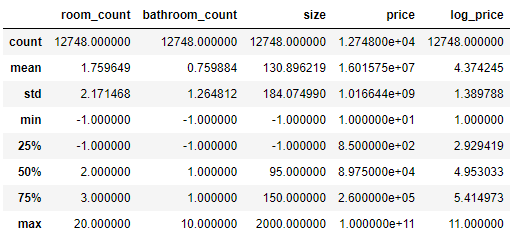 room_count bathroom_count size price log_price
count 12748.000000 12748.000000 12748.000000 1.274800e+04 12748.000000
mean 1.759649 0.759884 130.896219 1.601575e+07 4.374245
std 2.171468 1.264812 184.074990 1.016644e+09 1.389788
min -1.000000 -1.000000 -1.000000 1.000000e+01 1.000000
25% -1.000000 -1.000000 -1.000000 8.500000e+02 2.929419
50% 2.000000 1.000000 95.000000 8.975000e+04 4.953033
75% 3.000000 1.000000 150.000000 2.600000e+05 5.414973
max 20.000000 10.000000 2000.000000 1.000000e+11 11.000000